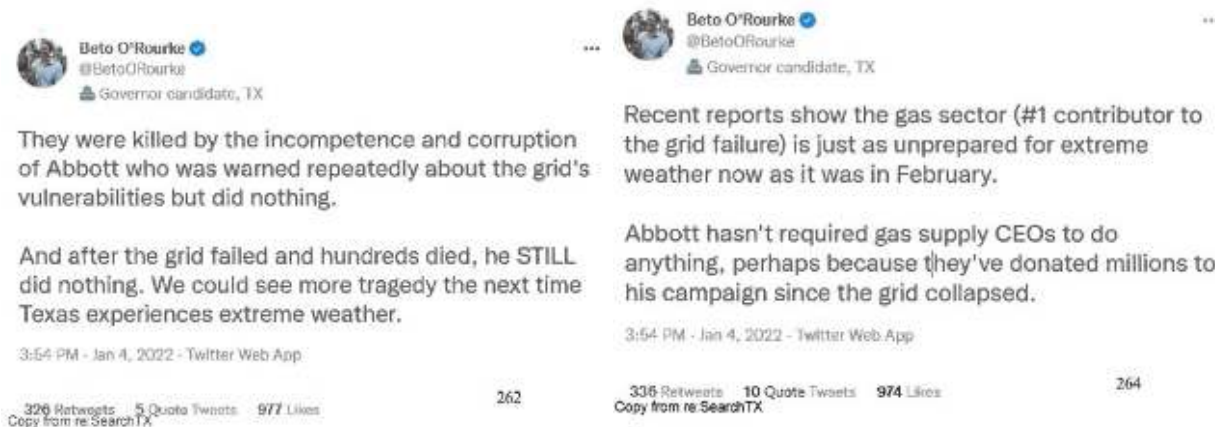 Beto O'Rourke
@BetoORourke
Governor candidate, TX
They were killed by the incompetence and corruption
of Abbott who was warned repeatedly about the grid's
vulnerabilities but did nothing.
And after the grid failed and hundreds died, he STILL
did nothing. We could see more tragedy the next time
Texas experiences extreme weather.
3:54 PM - Jan 4, 2022 - Twitter Web App
326 Retweets 5 Quote Tweets 977 Likes
262
Copy from re:SearchTX
Beto O'Rourke
@BetoORourke
Governor candidate, TX
Recent reports show the gas sector (#1 contributor to
the grid failure) is just as unprepared for extreme
weather now as it was in February.
Abbott hasn't required gas supply CEOs to do
anything, perhaps because they've donated millions to
his campaign since the grid collapsed.
3:54 PM - Jan 4, 2022 - Twitter Web App
336 Retweets 10 Quote Tweets 974 Likes
264
Copy from re:SearchTX